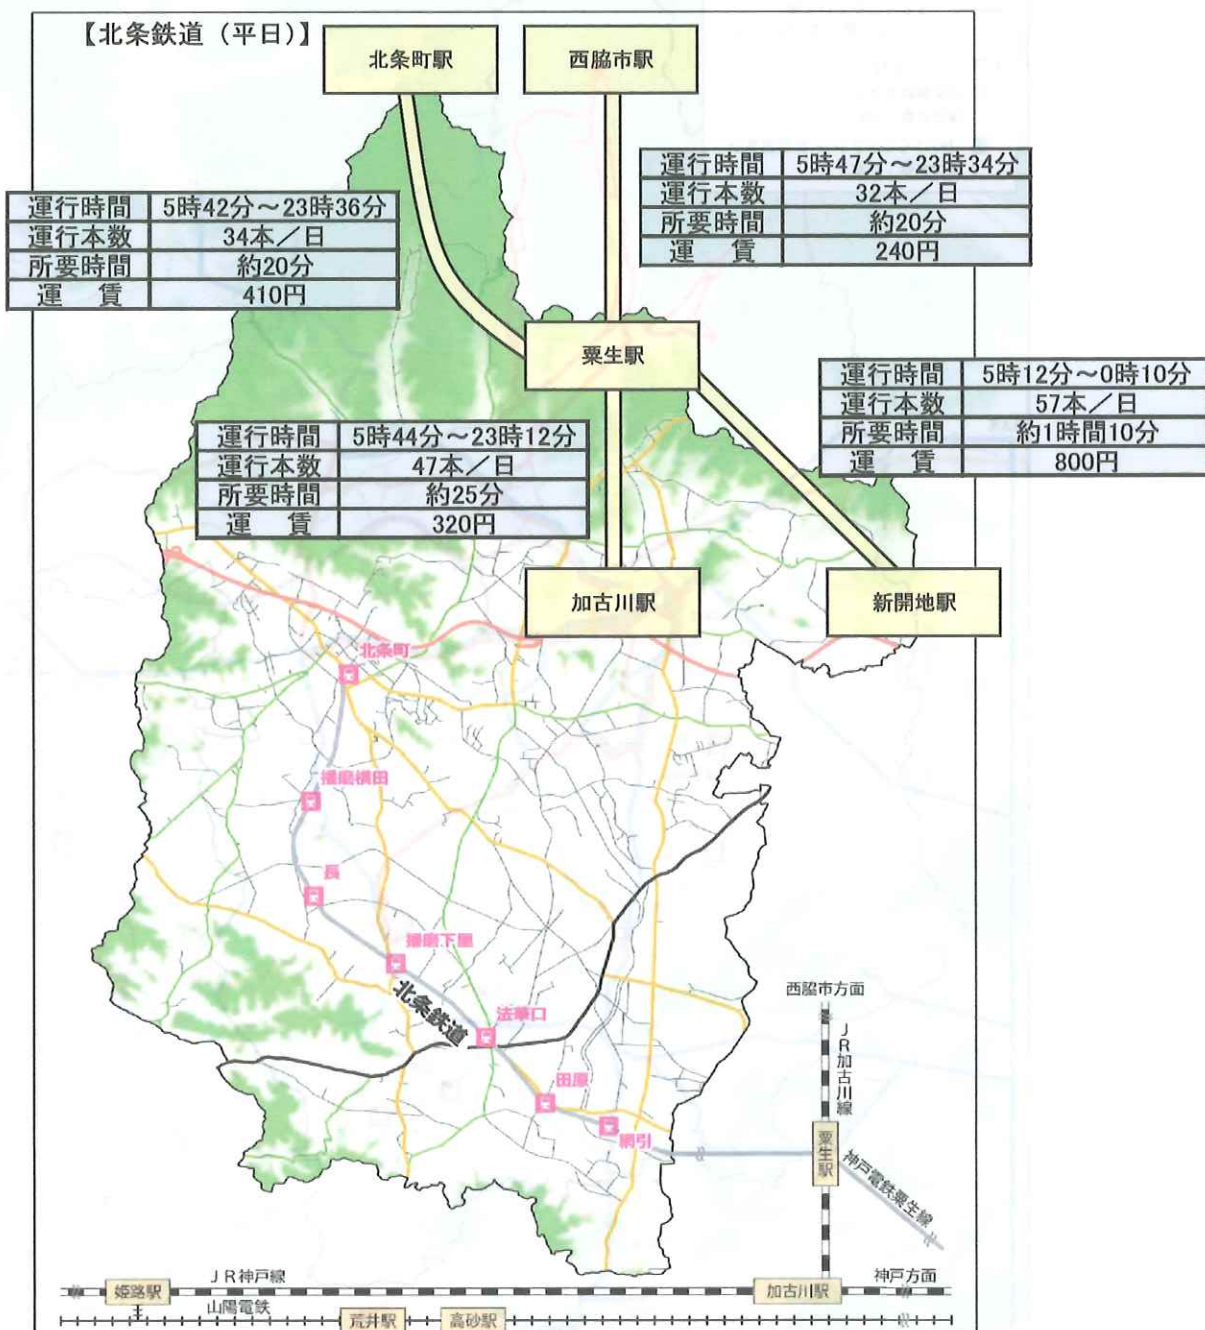 【北条鉄道（平日）】
北条町駅
西脇市駅
運行時間 5時47分～23時34分
運行本数 32本／日
所要時間 約20分
運　賃 240円
運行時間 5時42分～23時36分
運行本数 34本／日
所要時間 約20分
運　賃 410円
粟生駅
運行時間 5時12分～0時10分
運行本数 57本／日
所要時間 約1時間10分
運　賃 800円
運行時間 5時44分～23時12分
運行本数 47本／日
所要時間 約25分
運　賃 320円
加古川駅
新開地駅
北条町
播磨横田
長
播磨下里
北条鉄道
法華口
田原
網引
西脇市方面
JR加古川線
粟生駅
神戸電鉄粟生線
JR神戸線
神戸方面
姫路駅
加古川駅
山陽電鉄
荒井駅
高砂駅